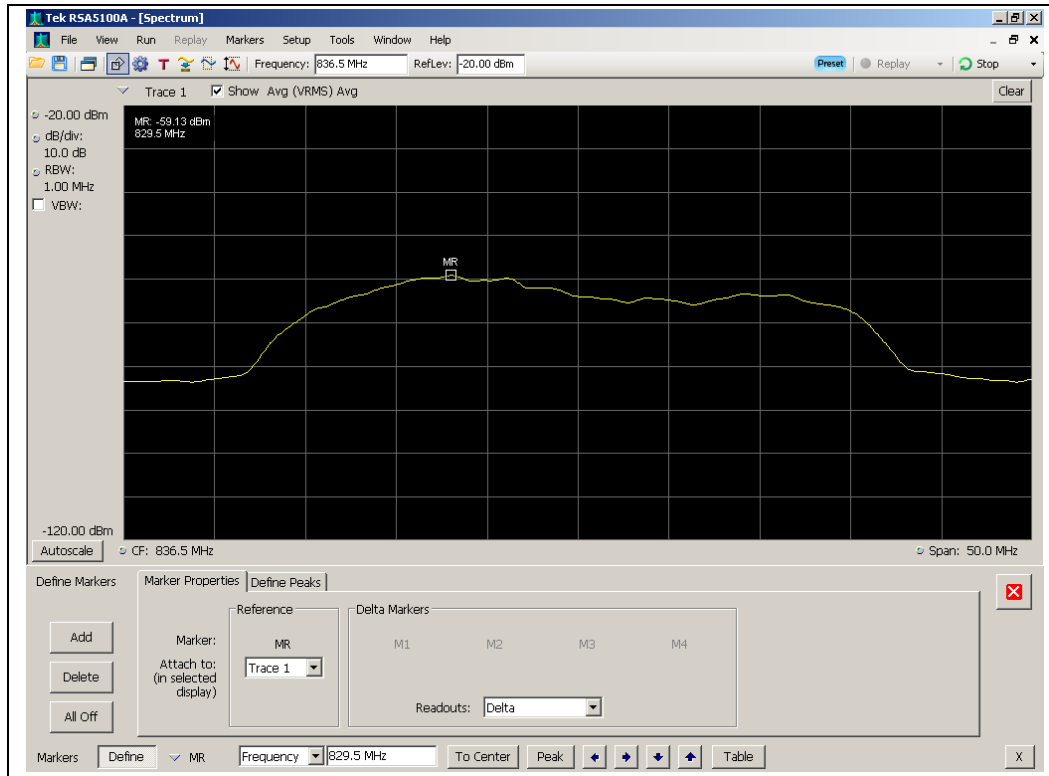 Tek RSA5100A - [Spectrum]
File View Run Replay Markers Setup Tools Window Help
T Frequency: 836.5 MHz RefLev: -20.00 dBm Preset Replay Stop
Trace 1 Show Avg (VRMS) Avg Clear
-20.00 dBm
dB/div:
10.0 dB
RBW:
1.00 MHz
VBW:
MR: -59.13 dBm
829.5 MHz
MR
-120.00 dBm
Autoscale CF: 836.5 MHz Span: 50.0 MHz
Define Markers Marker Properties Define Peaks
Reference Delta Markers
Add Marker: MR M1 M2 M3 M4
Delete Attach to: Trace 1
(in selected
display)
All Off Readouts: Delta
Markers Define MR Frequency 829.5 MHz To Center Peak Table X